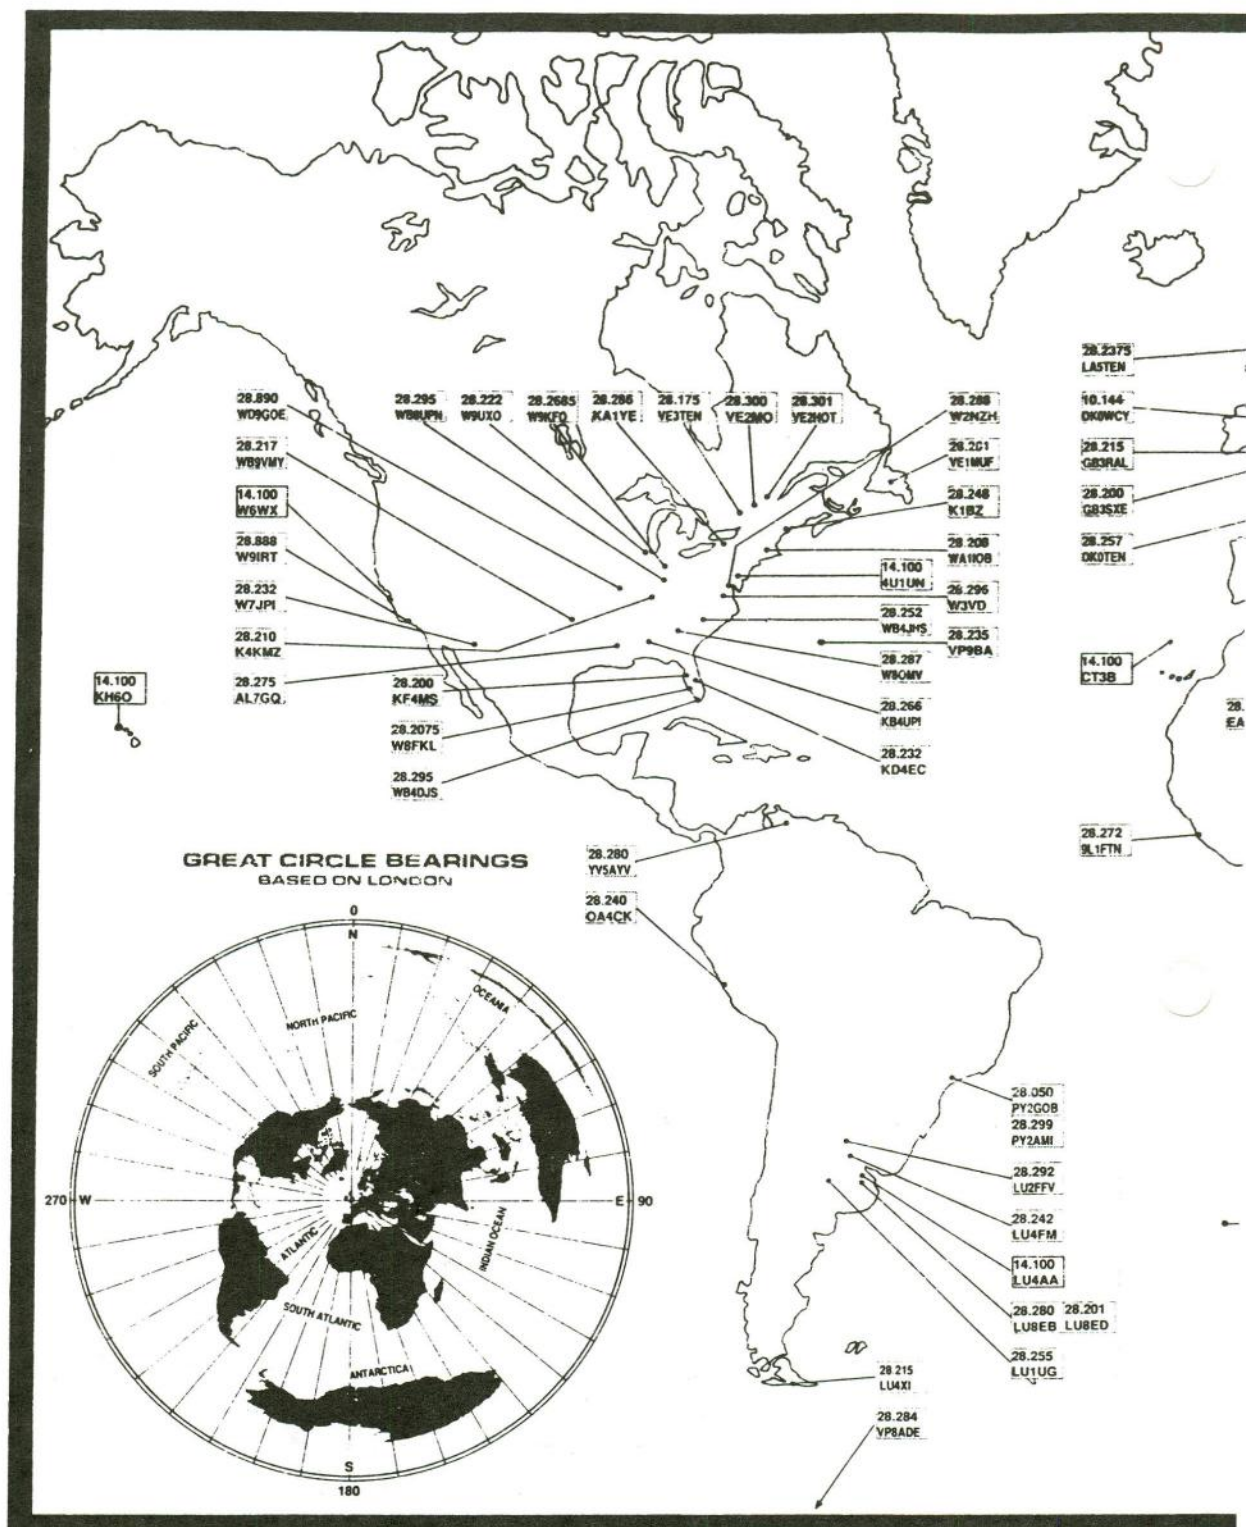 28.890
WD9GOE
28.217
WB9VMY
14.100
W6WX
28.888
W9IRT
28.232
W7JPI
28.210
K4KMZ
28.275
AL7GQ
14.100
KH6O
28.295
WB8UPN
28.222
W9UXO
28.2685
W9KFO
28.286
KA1YE
28.175
VE3TEN
28.300
VE2MO
28.301
VE2HOT
28.288
W2NZH
28.201
VE1MUF
28.248
K1BZ
28.208
WA1IOB
14.100
4U1UN
28.296
W3VD
28.252
WB4JHS
28.235
VP9BA
28.287
W8OMV
28.266
KB4UPI
28.232
KD4EC
28.200
KF4MS
28.2075
W8FKL
28.295
WB4DJS
28.2375
LA5TEN
10.144
DK0WCY
28.215
GB3RAL
28.200
GB3SXE
28.257
DK0TEN
14.100
CT3B
28.
EA
28.272
9L1FTN
28.280
YV5AYV
28.240
OA4CK
GREAT CIRCLE BEARINGS
BASED ON LONDON
0
N
OCEANIA
NORTH PACIFIC
SOUTH PACIFIC
270 W
E 90
ATLANTIC
INDIAN OCEAN
SOUTH ATLANTIC
ANTARCTICA
S
180
28.050
PY2GOB
28.299
PY2AMI
28.292
LU2FFV
28.242
LU4FM
14.100
LU4AA
28.280
LU8EB
28.201
LU8ED
28.255
LU1UG
28.215
LU4XI
28.284
VP8ADE